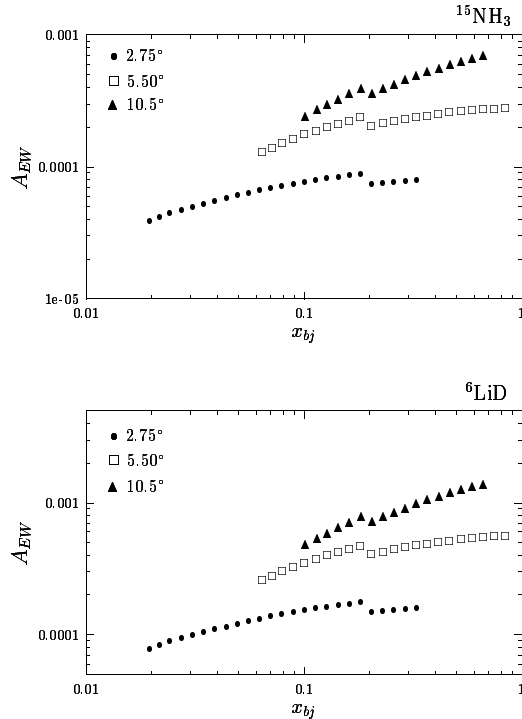 ¹⁵NH₃
0.001
2.75°
5.50°
10.5°
0.0001
A_EW
1e-05
0.01 0.1 1
x_bj
⁶LiD
2.75°
5.50°
10.5°
0.001
A_EW
0.0001
0.01 0.1 1
x_bj